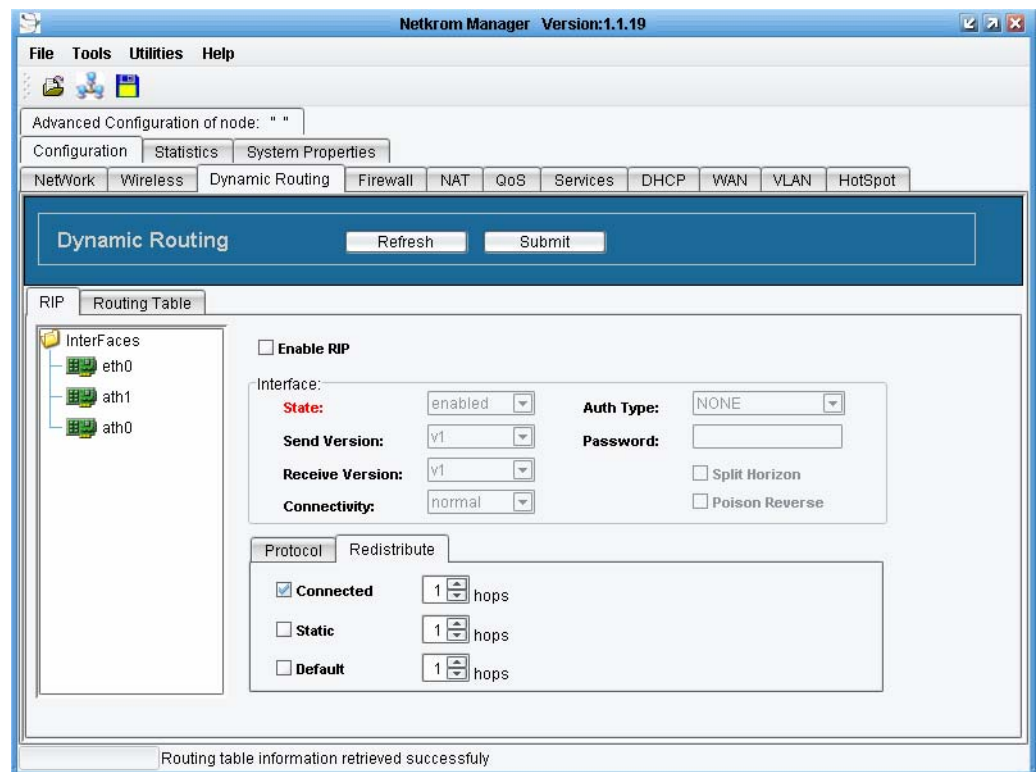 Netkrom Manager Version:1.1.19
File Tools Utilities Help
Advanced Configuration of node: " "
Configuration Statistics System Properties
NetWork Wireless Dynamic Routing Firewall NAT QoS Services DHCP WAN VLAN HotSpot
Dynamic Routing Refresh Submit
RIP Routing Table
InterFaces
eth0
ath1
ath0
Enable RIP
Interface:
State: enabled Auth Type: NONE
Send Version: v1 Password:
Receive Version: v1 Split Horizon
Connectivity: normal Poison Reverse
Protocol Redistribute
Connected 1 hops
Static 1 hops
Default 1 hops
Routing table information retrieved successfuly